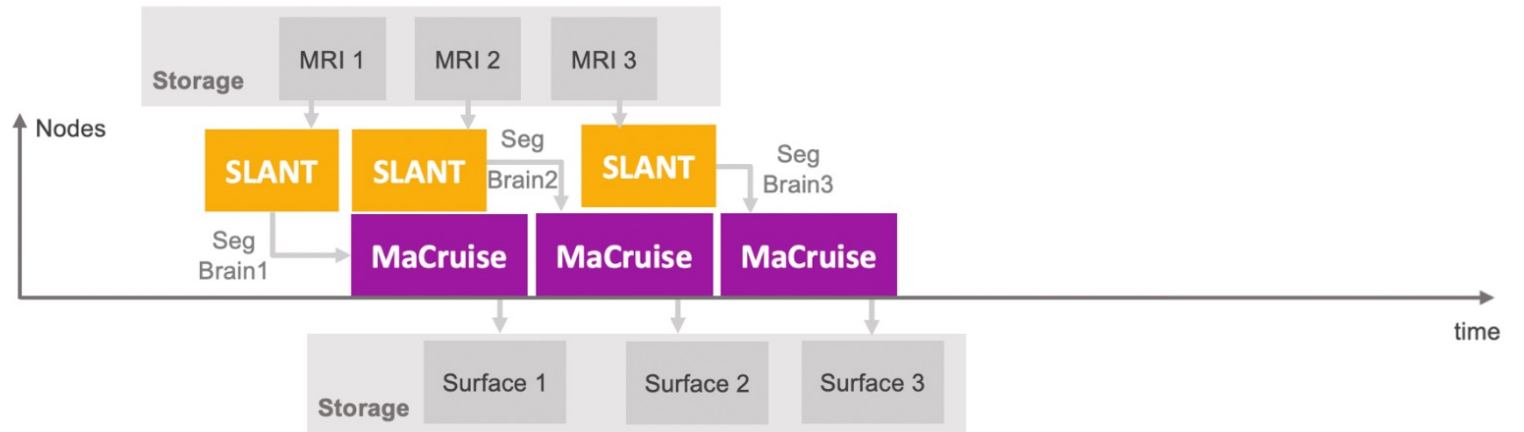 MRI 1
MRI 2
MRI 3
Storage
Nodes
SLANT
SLANT
Seg
Brain2
SLANT
Seg
Brain3
Seg
Brain1
MaCruise
MaCruise
MaCruise
time
Surface 1
Surface 2
Surface 3
Storage